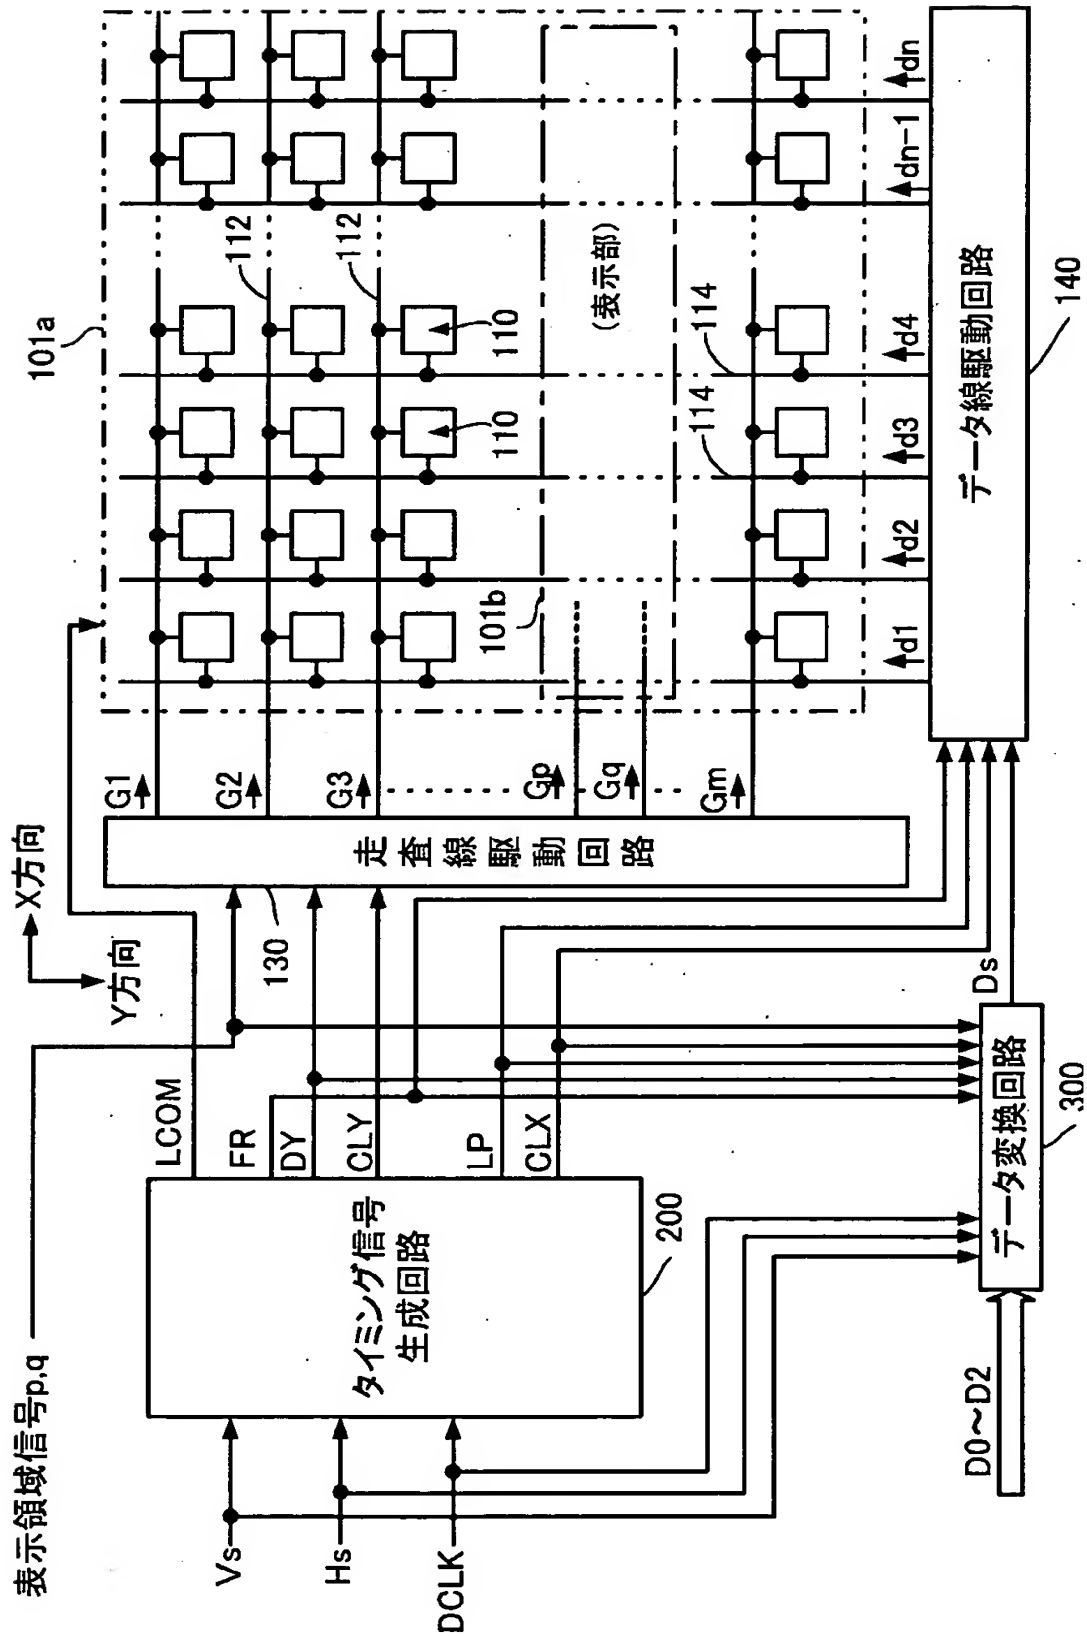 表示領域信号p,q
Y方向
X方向
101a
LCOM
FR
DY
CLY
LP
CLX
Vs
Hs
DCLK
タイミング信号
生成回路
200
130
走査線駆動回路
G1
G2
G3
Gp
Gq
Gm
112
112
110
110
101b
(表示部)
114
114
d1
d2
d3
d4
dn-1
dn
データ線駆動回路
140
Ds
データ変換回路
300
D0～D2